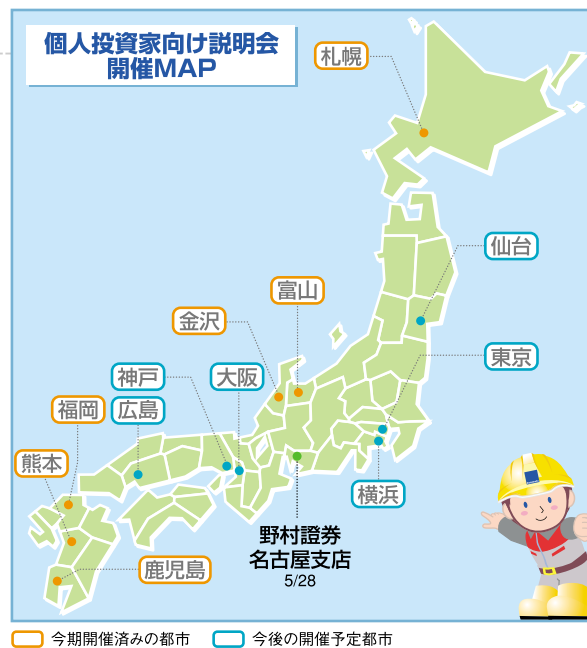 個人投資家向け説明会
開催MAP
札幌
仙台
富山
金沢
東京
神戸
大阪
福岡
広島
熊本
横浜
野村證券
名古屋支店
5/28
鹿児島
今期開催済みの都市
今後の開催予定都市